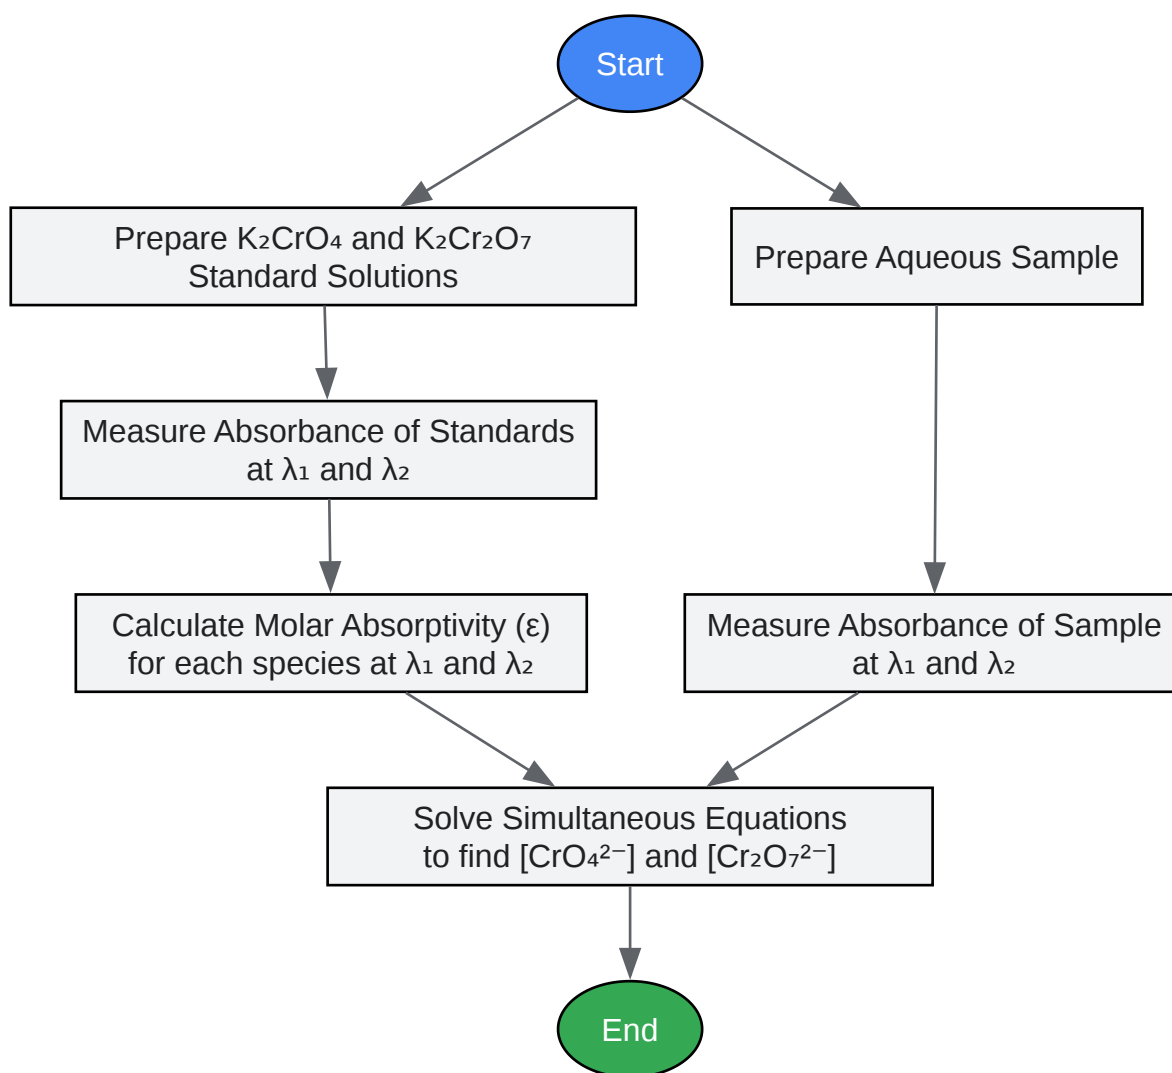 Start
Prepare K₂CrO₄ and K₂Cr₂O₇
Standard Solutions
Prepare Aqueous Sample
Measure Absorbance of Standards
at λ₁ and λ₂
Calculate Molar Absorptivity (ε)
for each species at λ₁ and λ₂
Measure Absorbance of Sample
at λ₁ and λ₂
Solve Simultaneous Equations
to find [CrO₄²⁻] and [Cr₂O₇²⁻]
End